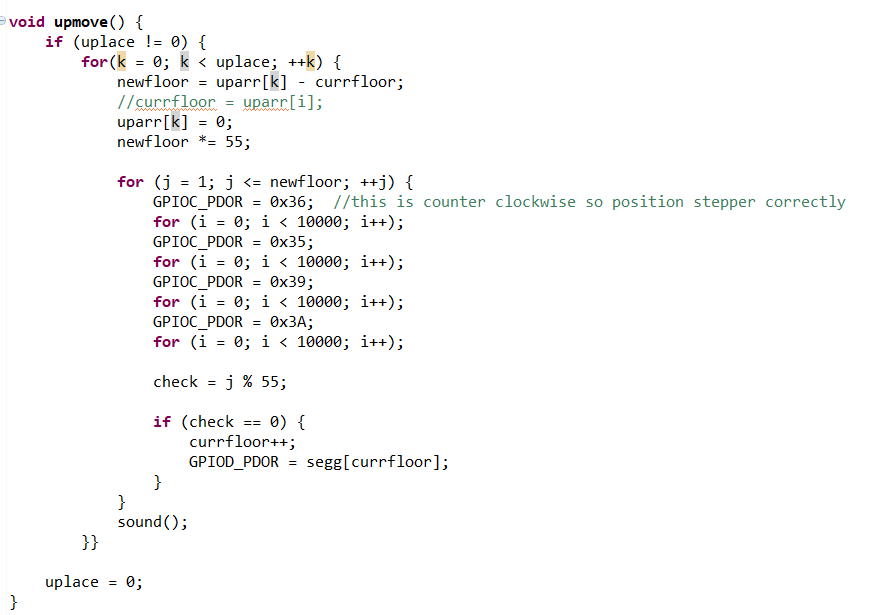 void upmove() {
    if (uplace != 0) {
        for(k = 0; k < uplace; ++k) {
            newfloor = uparr[k] - currfloor;
            //currfloor = uparr[i];
            uparr[k] = 0;
            newfloor *= 55;

            for (j = 1; j <= newfloor; ++j) {
                GPIOC_PDOR = 0x36;  //this is counter clockwise so position stepper correctly
                for (i = 0; i < 10000; i++);
                GPIOC_PDOR = 0x35;
                for (i = 0; i < 10000; i++);
                GPIOC_PDOR = 0x39;
                for (i = 0; i < 10000; i++);
                GPIOC_PDOR = 0x3A;
                for (i = 0; i < 10000; i++);

                check = j % 55;

                if (check == 0) {
                    currfloor++;
                    GPIOD_PDOR = segg[currfloor];
                }
            }
            sound();
        }}

    uplace = 0;
}